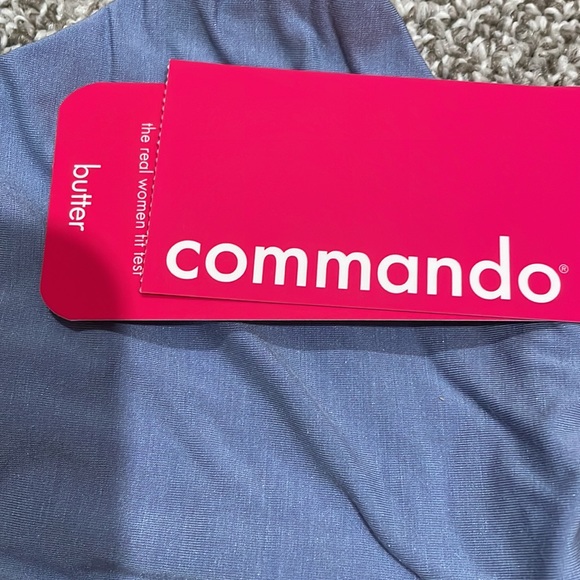 butter
the real women fit test
commando®